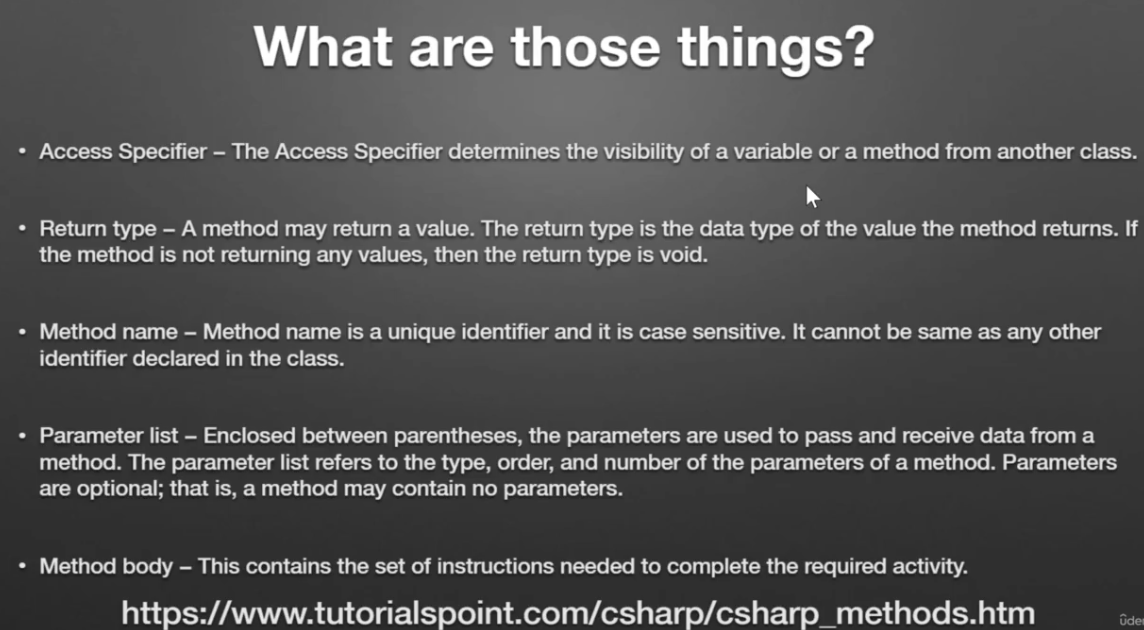 What are those things?
• Access Specifier – The Access Specifier determines the visibility of a variable or a method from another class.
• Return type – A method may return a value. The return type is the data type of the value the method returns. If
the method is not returning any values, then the return type is void.
• Method name – Method name is a unique identifier and it is case sensitive. It cannot be same as any other
identifier declared in the class.
• Parameter list – Enclosed between parentheses, the parameters are used to pass and receive data from a
method. The parameter list refers to the type, order, and number of the parameters of a method. Parameters
are optional; that is, a method may contain no parameters.
• Method body – This contains the set of instructions needed to complete the required activity.
https://www.tutorialspoint.com/csharp/csharp_methods.htm